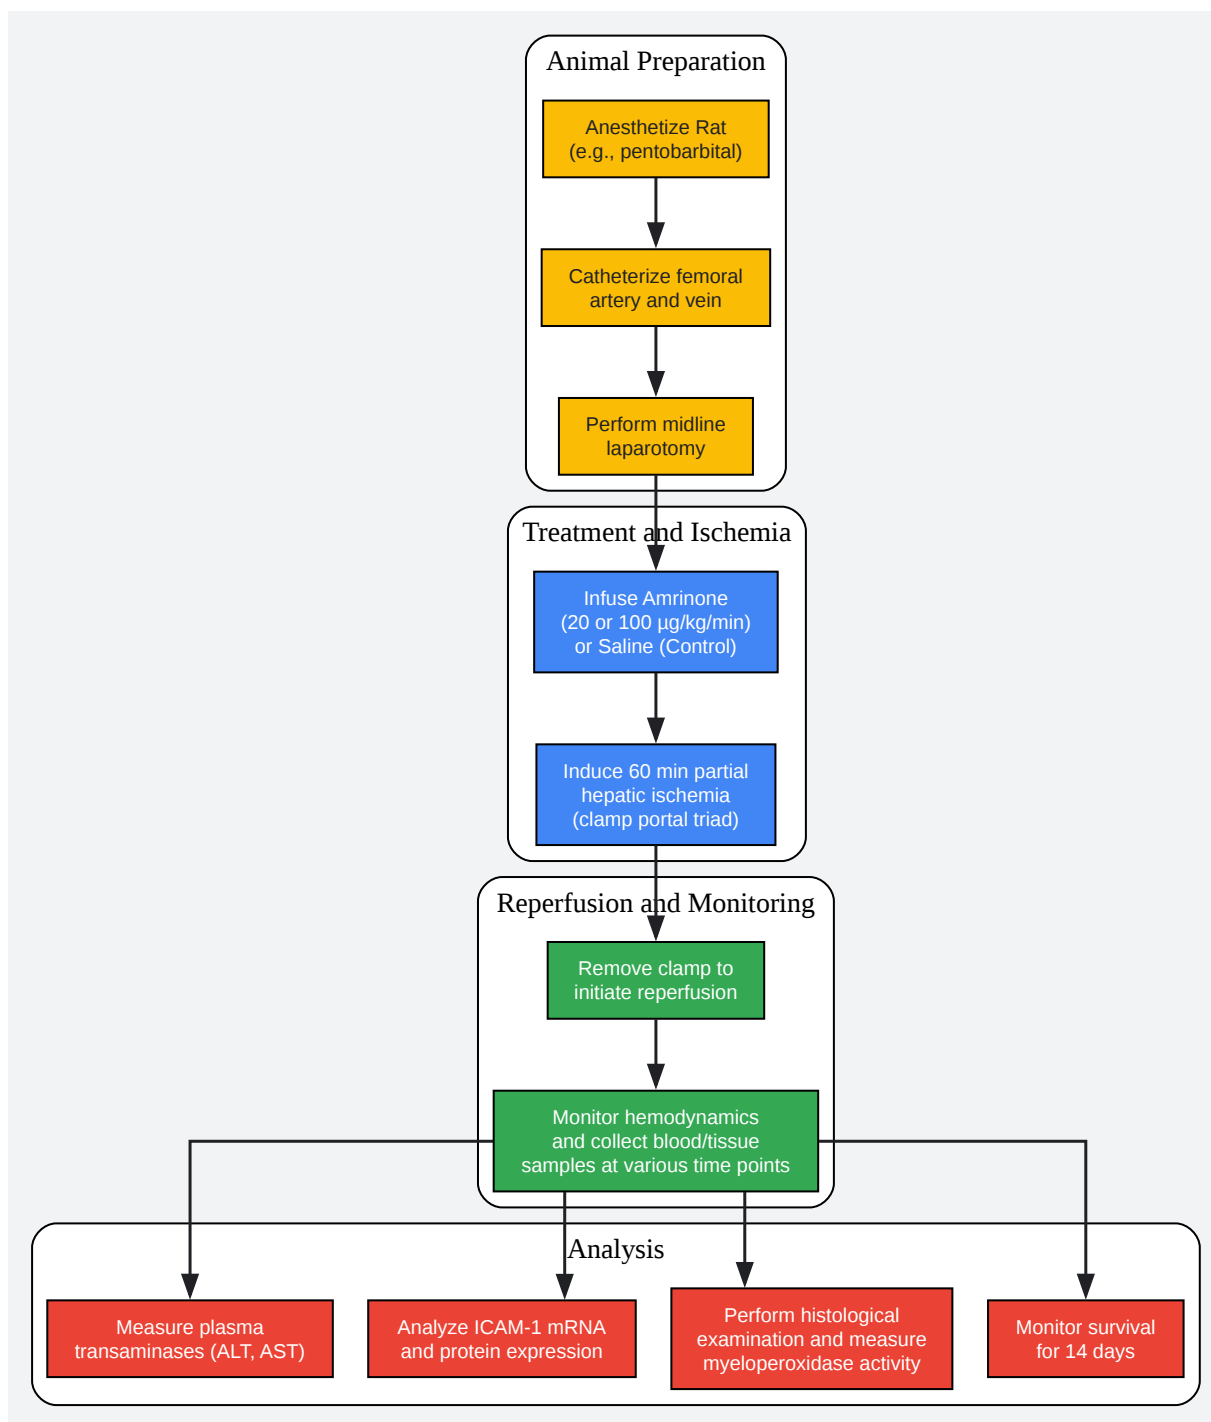 Animal Preparation
Anesthetize Rat
(e.g., pentobarbital)
Catheterize femoral
artery and vein
Perform midline
laparotomy
Treatment and Ischemia
Infuse Amrinone
(20 or 100 µg/kg/min)
or Saline (Control)
Induce 60 min partial
hepatic ischemia
(clamp portal triad)
Reperfusion and Monitoring
Remove clamp to
initiate reperfusion
Monitor hemodynamics
and collect blood/tissue
samples at various time points
Analysis
Measure plasma
transaminases (ALT, AST)
Analyze ICAM-1 mRNA
and protein expression
Perform histological
examination and measure
myeloperoxidase activity
Monitor survival
for 14 days